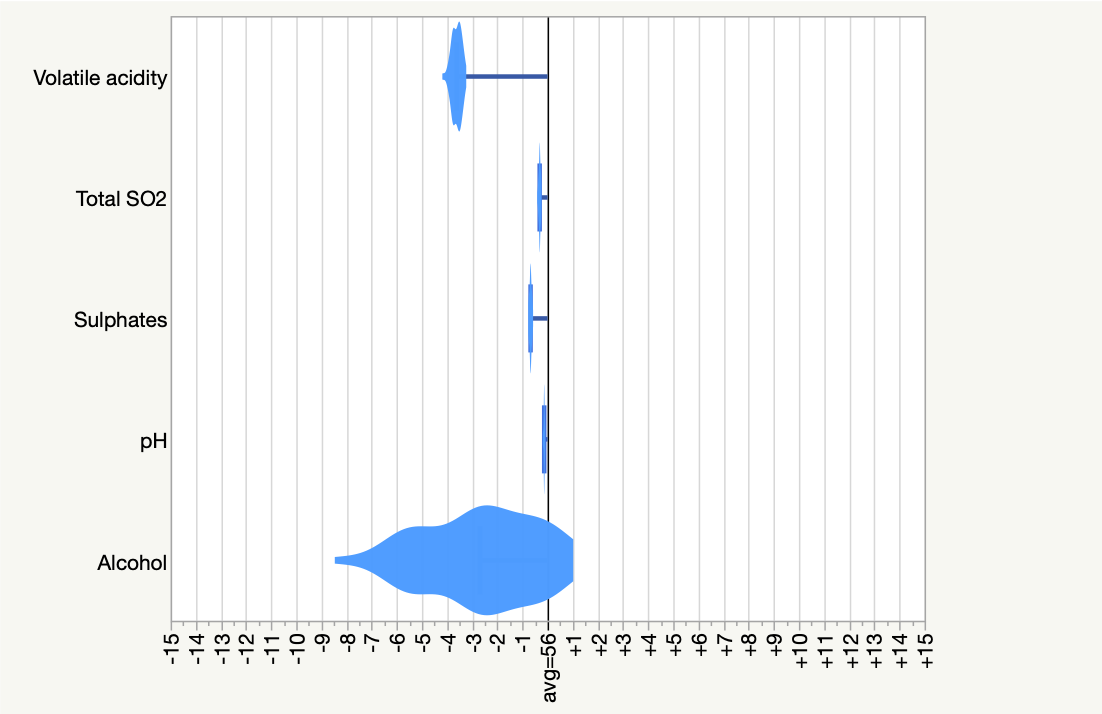 Volatile acidity
Total SO2
Sulphates
pH
Alcohol
-15 -14 -13 -12 -11 -10 -9 -8 -7 -6 -5 -4 -3 -2 -1 avg=56 +1 +2 +3 +4 +5 +6 +7 +8 +9 +10 +11 +12 +13 +14 +15